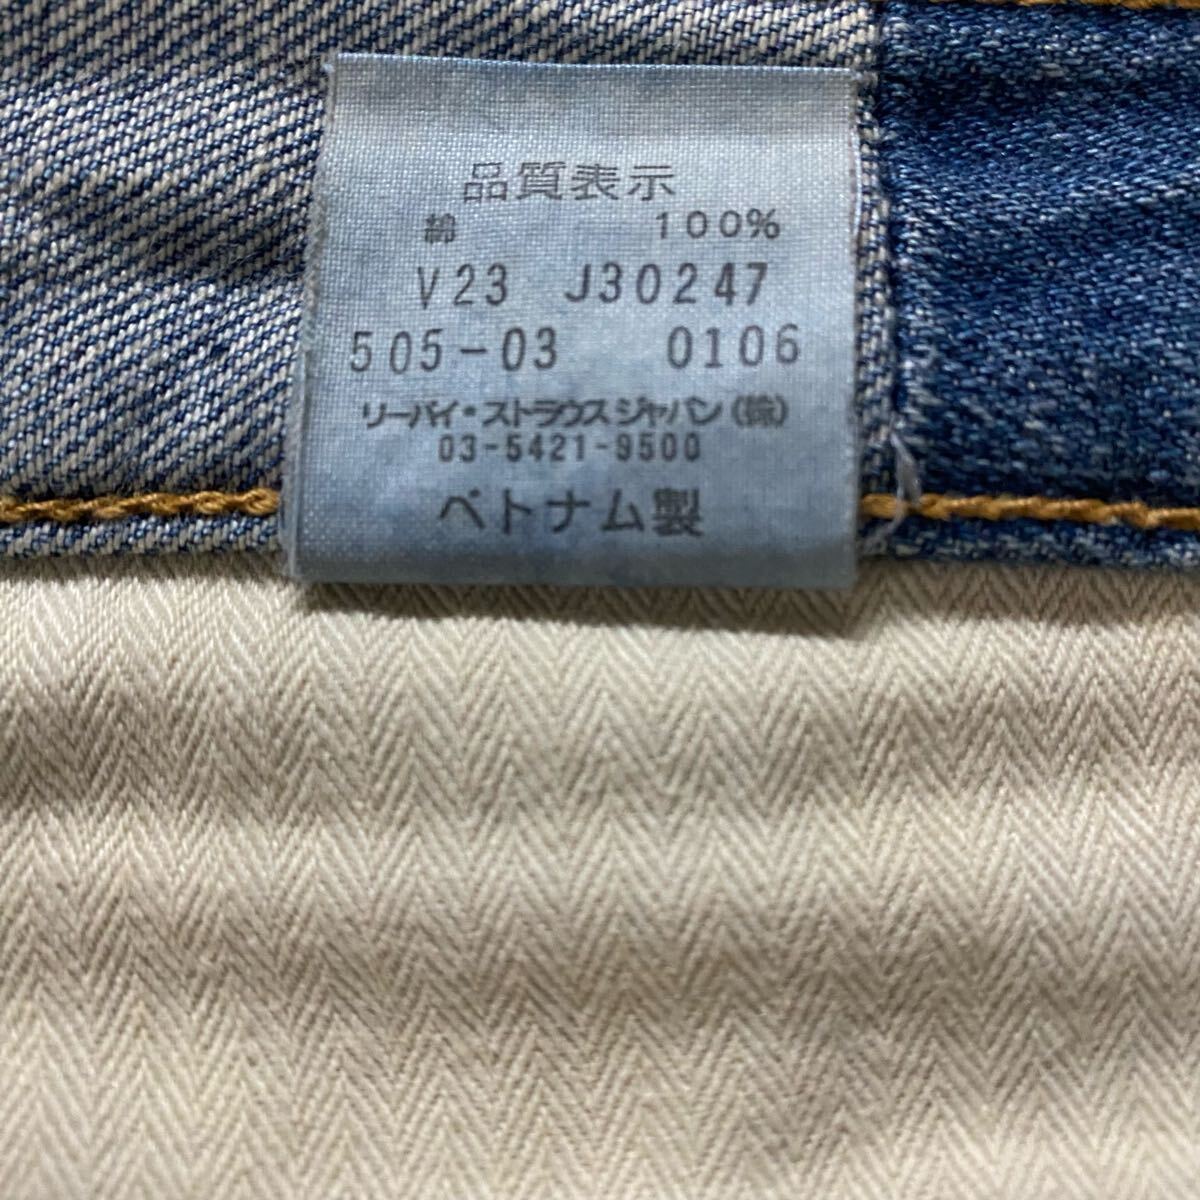 品質表示
綿 100%
V23 J30247
505-03 0106
リーバイ・ストラウスジャパン(株)
03-5421-9500
ベトナム製